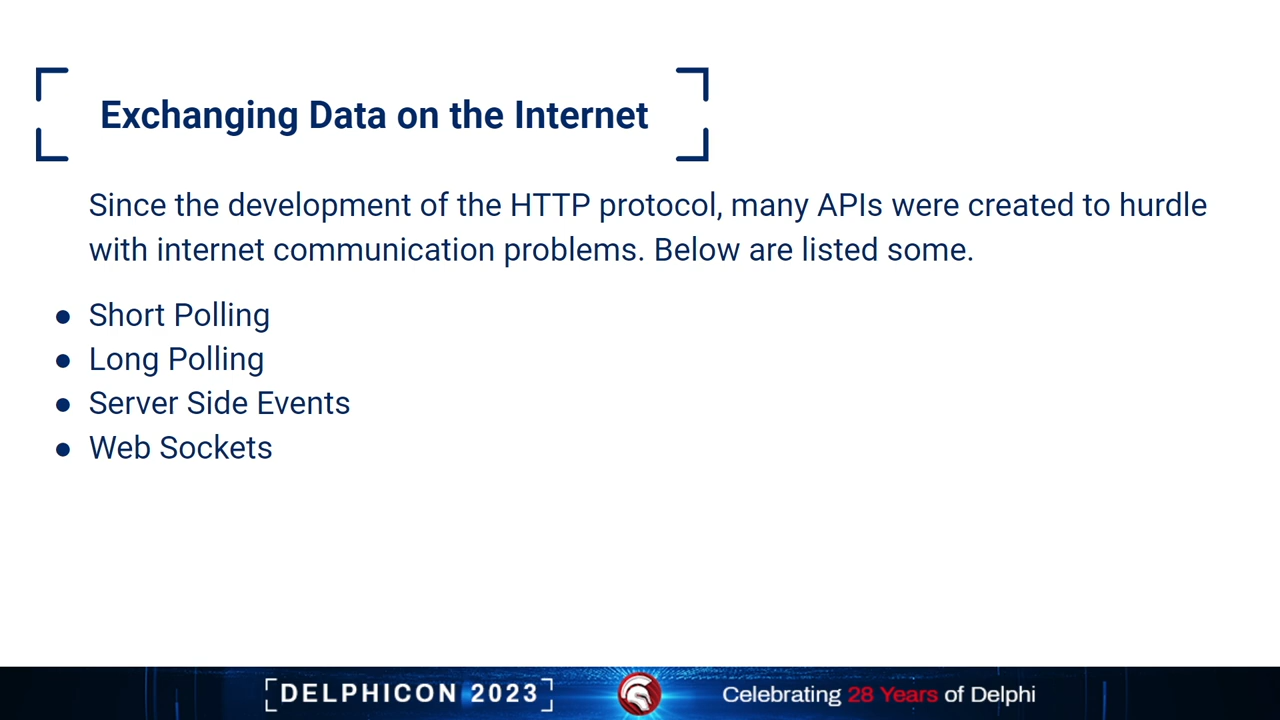 Exchanging Data on the Internet
Since the development of the HTTP protocol, many APIs were created to hurdle
with internet communication problems. Below are listed some.
● Short Polling
● Long Polling
● Server Side Events
● Web Sockets
DELPHICON 2023
Celebrating 28 Years of Delphi